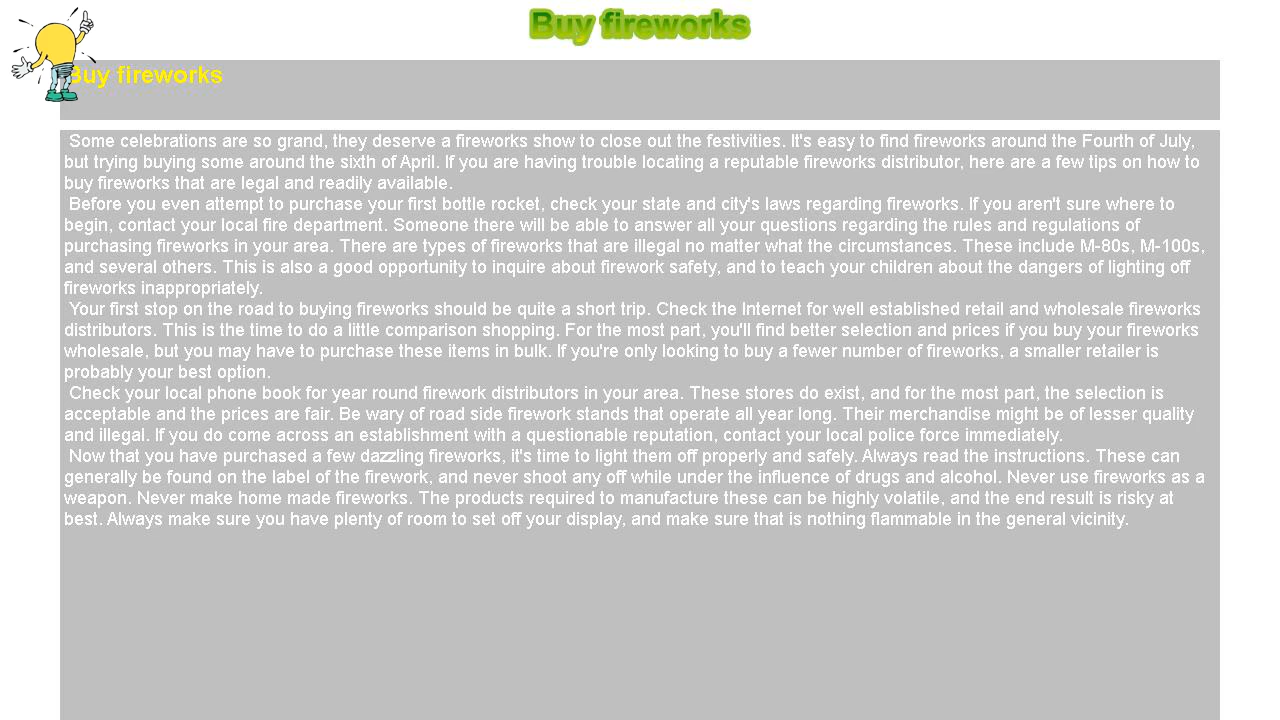 Buy fireworks
Buy fireworks
Some celebrations are so grand, they deserve a fireworks show to close out the festivities. It's easy to find fireworks around the Fourth of July,
but trying buying some around the sixth of April. If you are having trouble locating a reputable fireworks distributor, here are a few tips on how to
buy fireworks that are legal and readily available.
Before you even attempt to purchase your first bottle rocket, check your state and city's laws regarding fireworks. If you aren't sure where to
begin, contact your local fire department. Someone there will be able to answer all your questions regarding the rules and regulations of
purchasing fireworks in your area. There are types of fireworks that are illegal no matter what the circumstances. These include M-80s, M-100s,
and several others. This is also a good opportunity to inquire about firework safety, and to teach your children about the dangers of lighting off
fireworks inappropriately.
Your first stop on the road to buying fireworks should be quite a short trip. Check the Internet for well established retail and wholesale fireworks
distributors. This is the time to do a little comparison shopping. For the most part, you'll find better selection and prices if you buy your fireworks
wholesale, but you may have to purchase these items in bulk. If you're only looking to buy a fewer number of fireworks, a smaller retailer is
probably your best option.
Check your local phone book for year round firework distributors in your area. These stores do exist, and for the most part, the selection is
acceptable and the prices are fair. Be wary of road side firework stands that operate all year long. Their merchandise might be of lesser quality
and illegal. If you do come across an establishment with a questionable reputation, contact your local police force immediately.
Now that you have purchased a few dazzling fireworks, it's time to light them off properly and safely. Always read the instructions. These can
generally be found on the label of the firework, and never shoot any off while under the influence of drugs and alcohol. Never use fireworks as a
weapon. Never make home made fireworks. The products required to manufacture these can be highly volatile, and the end result is risky at
best. Always make sure you have plenty of room to set off your display, and make sure that is nothing flammable in the general vicinity.